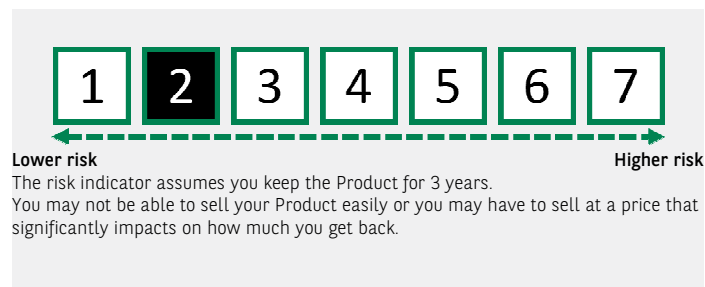 1 2 3 4 5 6 7
Lower risk Higher risk
The risk indicator assumes you keep the Product for 3 years.
You may not be able to sell your Product easily or you may have to sell at a price that
significantly impacts on how much you get back.